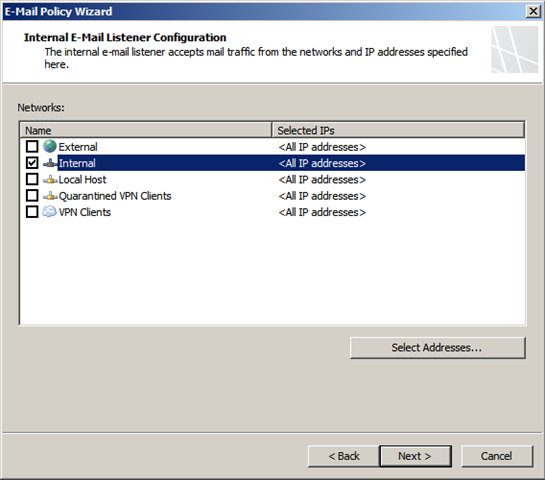 E-Mail Policy Wizard
Internal E-Mail Listener Configuration
The internal e-mail listener accepts mail traffic from the networks and IP addresses specified
here.
Networks:
Name Selected IPs
External <All IP addresses>
Internal <All IP addresses>
Local Host <All IP addresses>
Quarantined VPN Clients <All IP addresses>
VPN Clients <All IP addresses>
Select Addresses...
< Back Next > Cancel